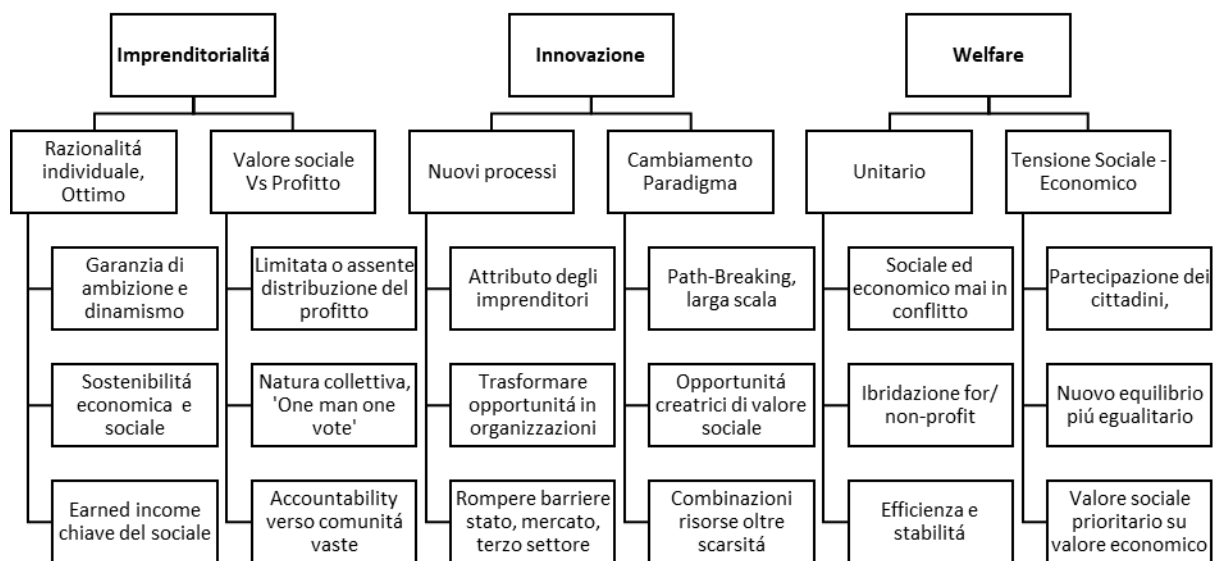 Imprenditorialitá
Innovazione
Welfare
Razionalitá
individuale,
Ottimo
Valore sociale
Vs Profitto
Nuovi processi
Cambiamento
Paradigma
Unitario
Tensione Sociale -
Economico
Garanzia di
ambizione e
dinamismo
Limitata o assente
distribuzione del
profitto
Attributo degli
imprenditori
Path-Breaking,
larga scala
Sociale ed
economico mai in
conflitto
Partecipazione dei
cittadini,
Sostenibilitá
economica e
sociale
Natura collettiva,
'One man one
vote'
Trasformare
opportunitá in
organizzazioni
Opportunitá
creatrici di valore
sociale
Ibridazione for/
non-profit
Nuovo equilibrio
piú egualitario
Earned income
chiave del sociale
Accountability
verso comunitá
vaste
Rompere barriere
stato, mercato,
terzo settore
Combinazioni
risorse oltre
scarsitá
Efficienza e
stabilitá
Valore sociale
prioritario su
valore economico